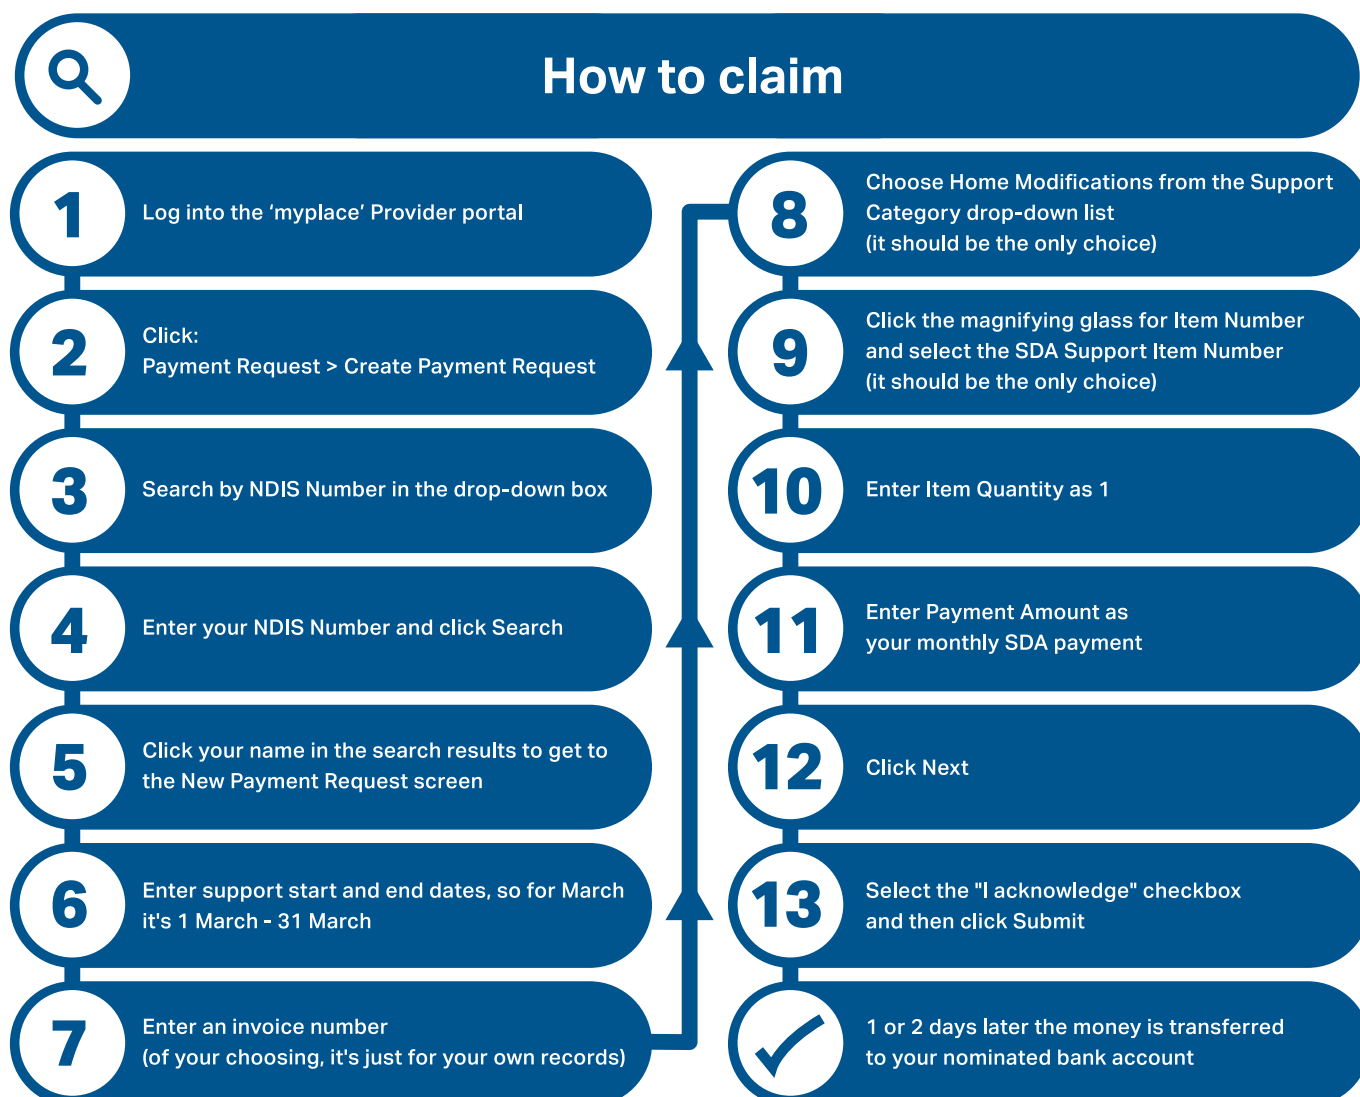 How to claim
1
Log into the ‘myplace’ Provider portal
2
Click:
Payment Request > Create Payment Request
3
Search by NDIS Number in the drop-down box
4
Enter your NDIS Number and click Search
5
Click your name in the search results to get to
the New Payment Request screen
6
Enter support start and end dates, so for March
it's 1 March - 31 March
7
Enter an invoice number
(of your choosing, it's just for your own records)
8
Choose Home Modifications from the Support
Category drop-down list
(it should be the only choice)
9
Click the magnifying glass for Item Number
and select the SDA Support Item Number
(it should be the only choice)
10
Enter Item Quantity as 1
11
Enter Payment Amount as
your monthly SDA payment
12
Click Next
13
Select the "I acknowledge" checkbox
and then click Submit
1 or 2 days later the money is transferred
to your nominated bank account